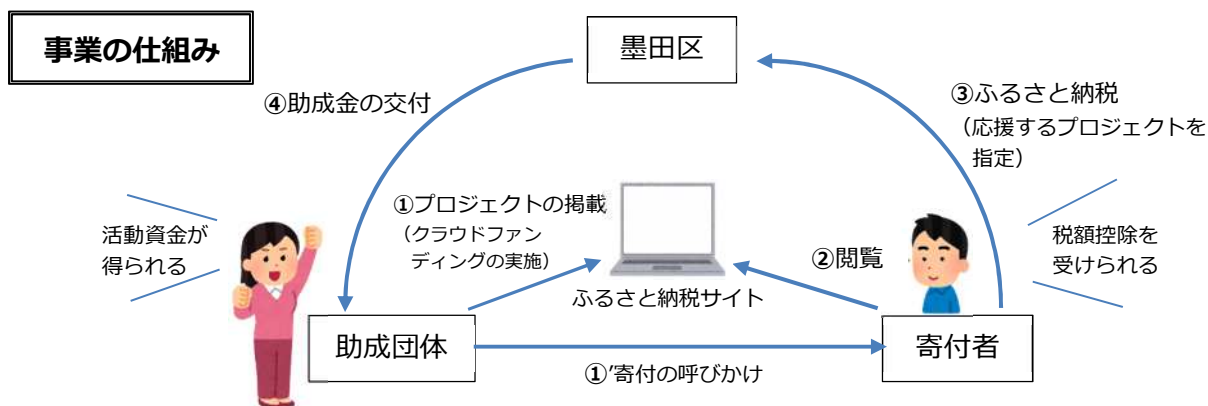 事業の仕組み
墨田区
④助成金の交付
③ふるさと納税
（応援するプロジェクトを
指定）
①プロジェクトの掲載
（クラウドファン
ディングの実施）
活動資金が
得られる
②閲覧
税額控除を
受けられる
ふるさと納税サイト
助成団体
寄付者
①’寄付の呼びかけ